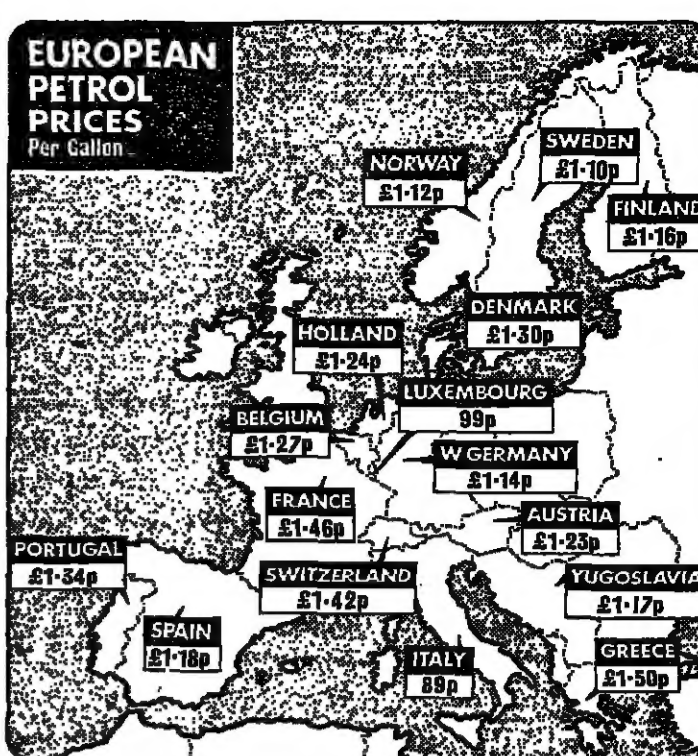 EUROPEAN
PETROL
PRICES
Per Gallon
NORWAY
£1·12p
SWEDEN
£1·10p
FINLAND
£1·16p
DENMARK
£1·30p
HOLLAND
£1·24p
LUXEMBOURG
99p
BELGIUM
£1·27p
W GERMANY
£1·14p
FRANCE
£1·46p
AUSTRIA
£1·23p
PORTUGAL
£1·34p
SWITZERLAND
£1·42p
YUGOSLAVIA
£1·17p
SPAIN
£1·18p
ITALY
89p
GREECE
£1·50p